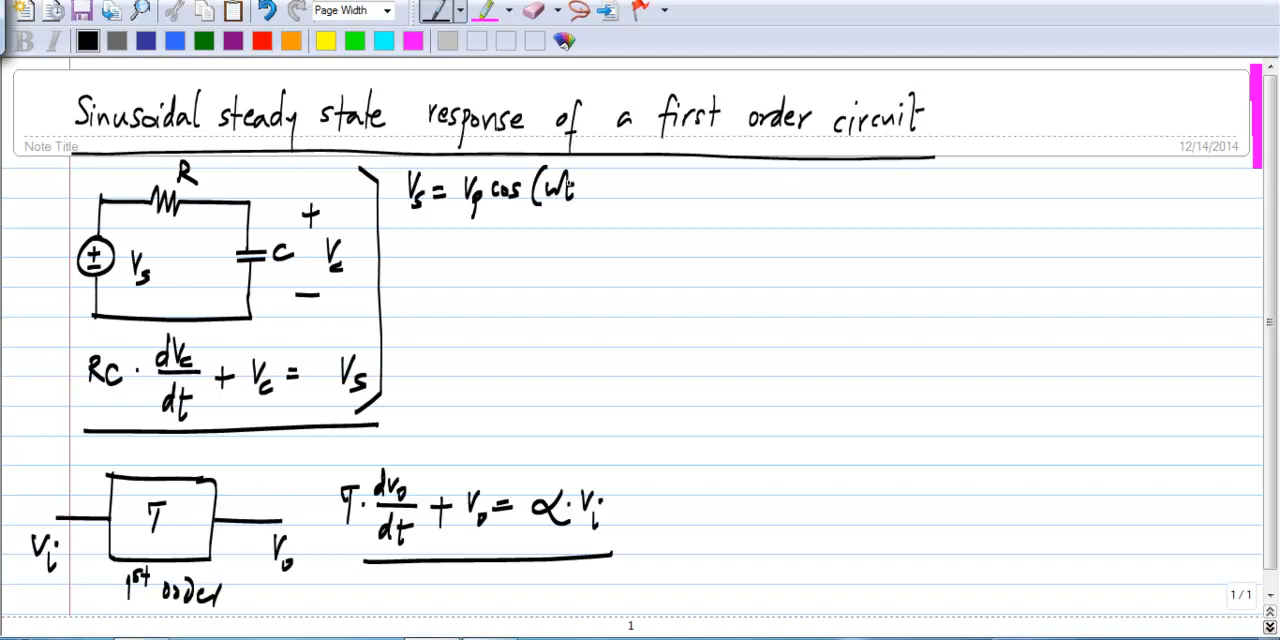 Page Width
B I
Sinusoidal steady state response of a first order circuit
Note Title
12/14/2014
R
+
Vs
C
Vc
−
Vs = Vp cos (ωt
RC · dVc/dt + Vc = Vs
Vi
T
Vo
1st order
T · dvo/dt + Vo = α · Vi
1 / 1
1